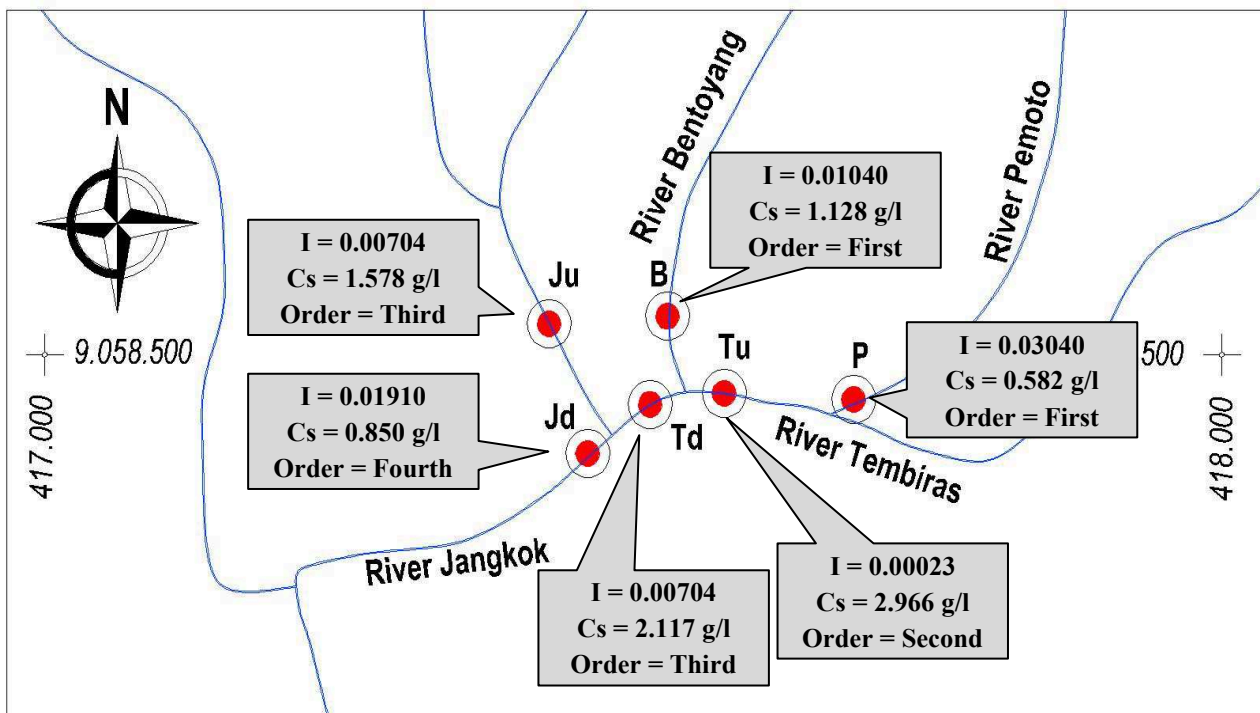 N
River Bentoyang
River Pemoto
I = 0.01040
Cs = 1.128 g/l
Order = First
I = 0.00704
Cs = 1.578 g/l
Order = Third
Ju
B
9.058.500
Tu
P
I = 0.03040
Cs = 0.582 g/l
Order = First
500
I = 0.01910
Cs = 0.850 g/l
Order = Fourth
Jd
Td
River Tembiras
417.000
418.000
River Jangkok
I = 0.00704
Cs = 2.117 g/l
Order = Third
I = 0.00023
Cs = 2.966 g/l
Order = Second